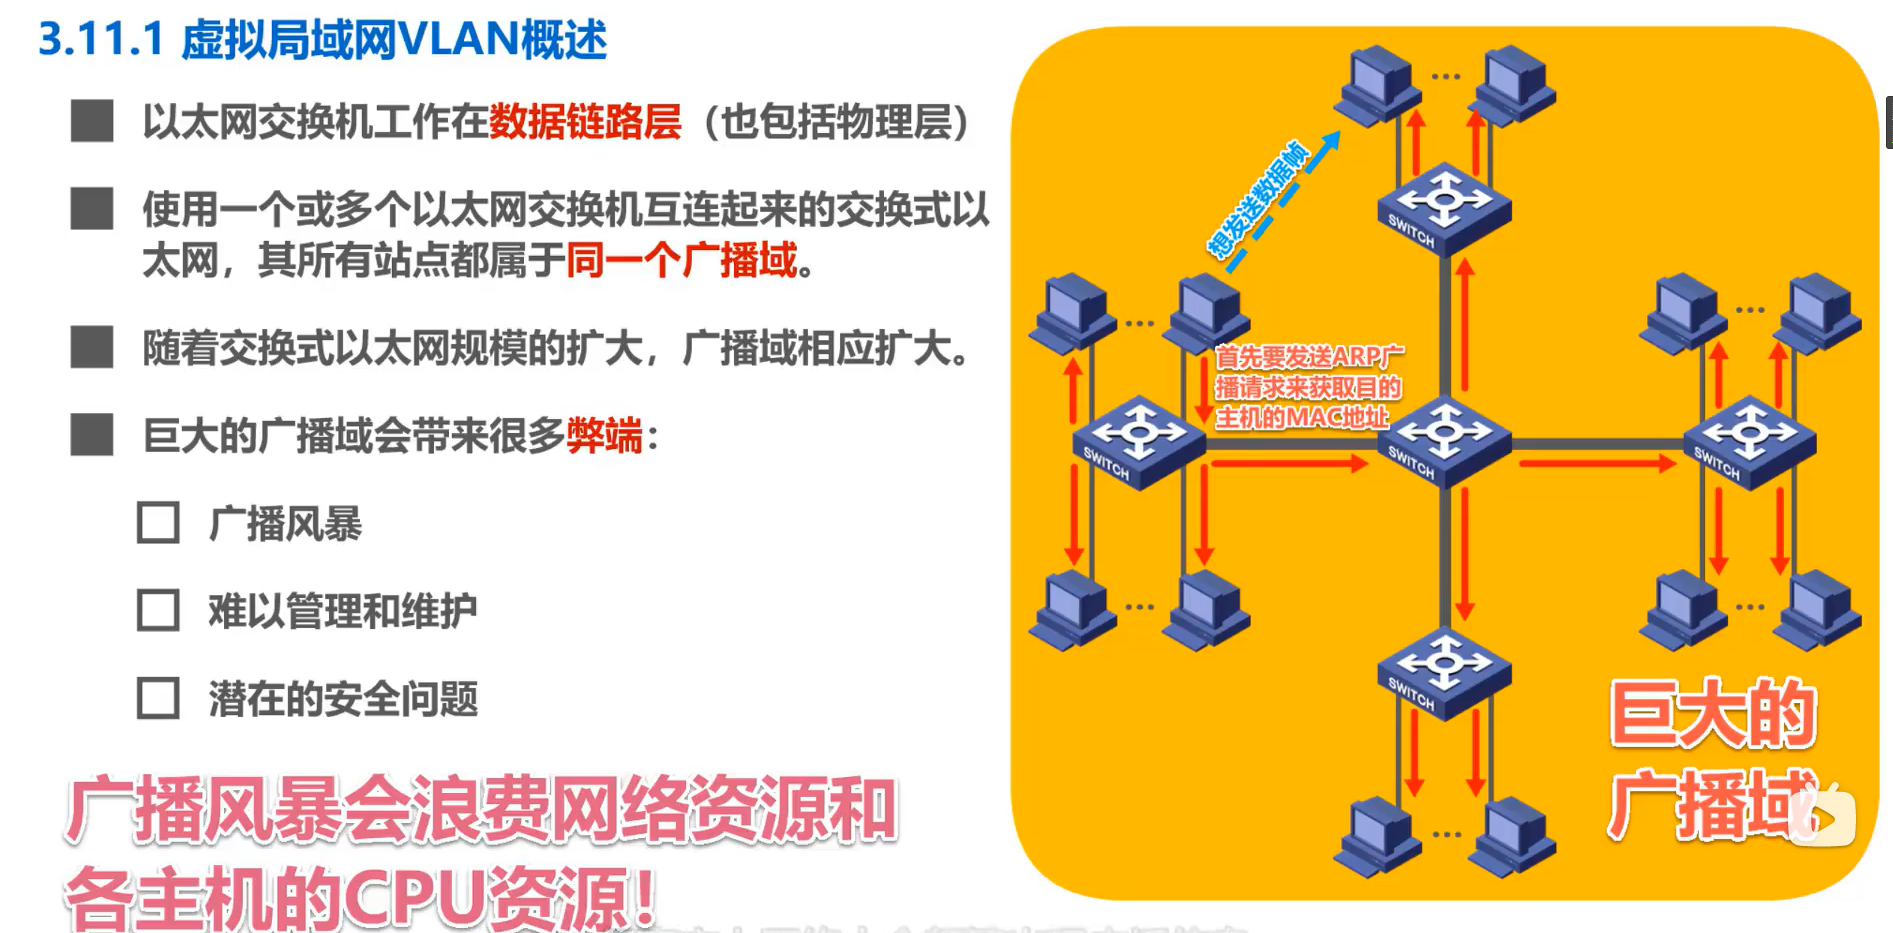 3.11.1 虚拟局域网VLAN概述
以太网交换机工作在数据链路层（也包括物理层）
使用一个或多个以太网交换机互连起来的交换式以
太网，其所有站点都属于同一个广播域。
随着交换式以太网规模的扩大，广播域相应扩大。
巨大的广播域会带来很多弊端：
广播风暴
难以管理和维护
潜在的安全问题
广播风暴会浪费网络资源和
各主机的CPU资源！
想发送数据帧
SWITCH
首先要发送ARP广
播请求来获取目的
主机的MAC地址
SWITCH
SWITCH
SWITCH
SWITCH
巨大的
广播域